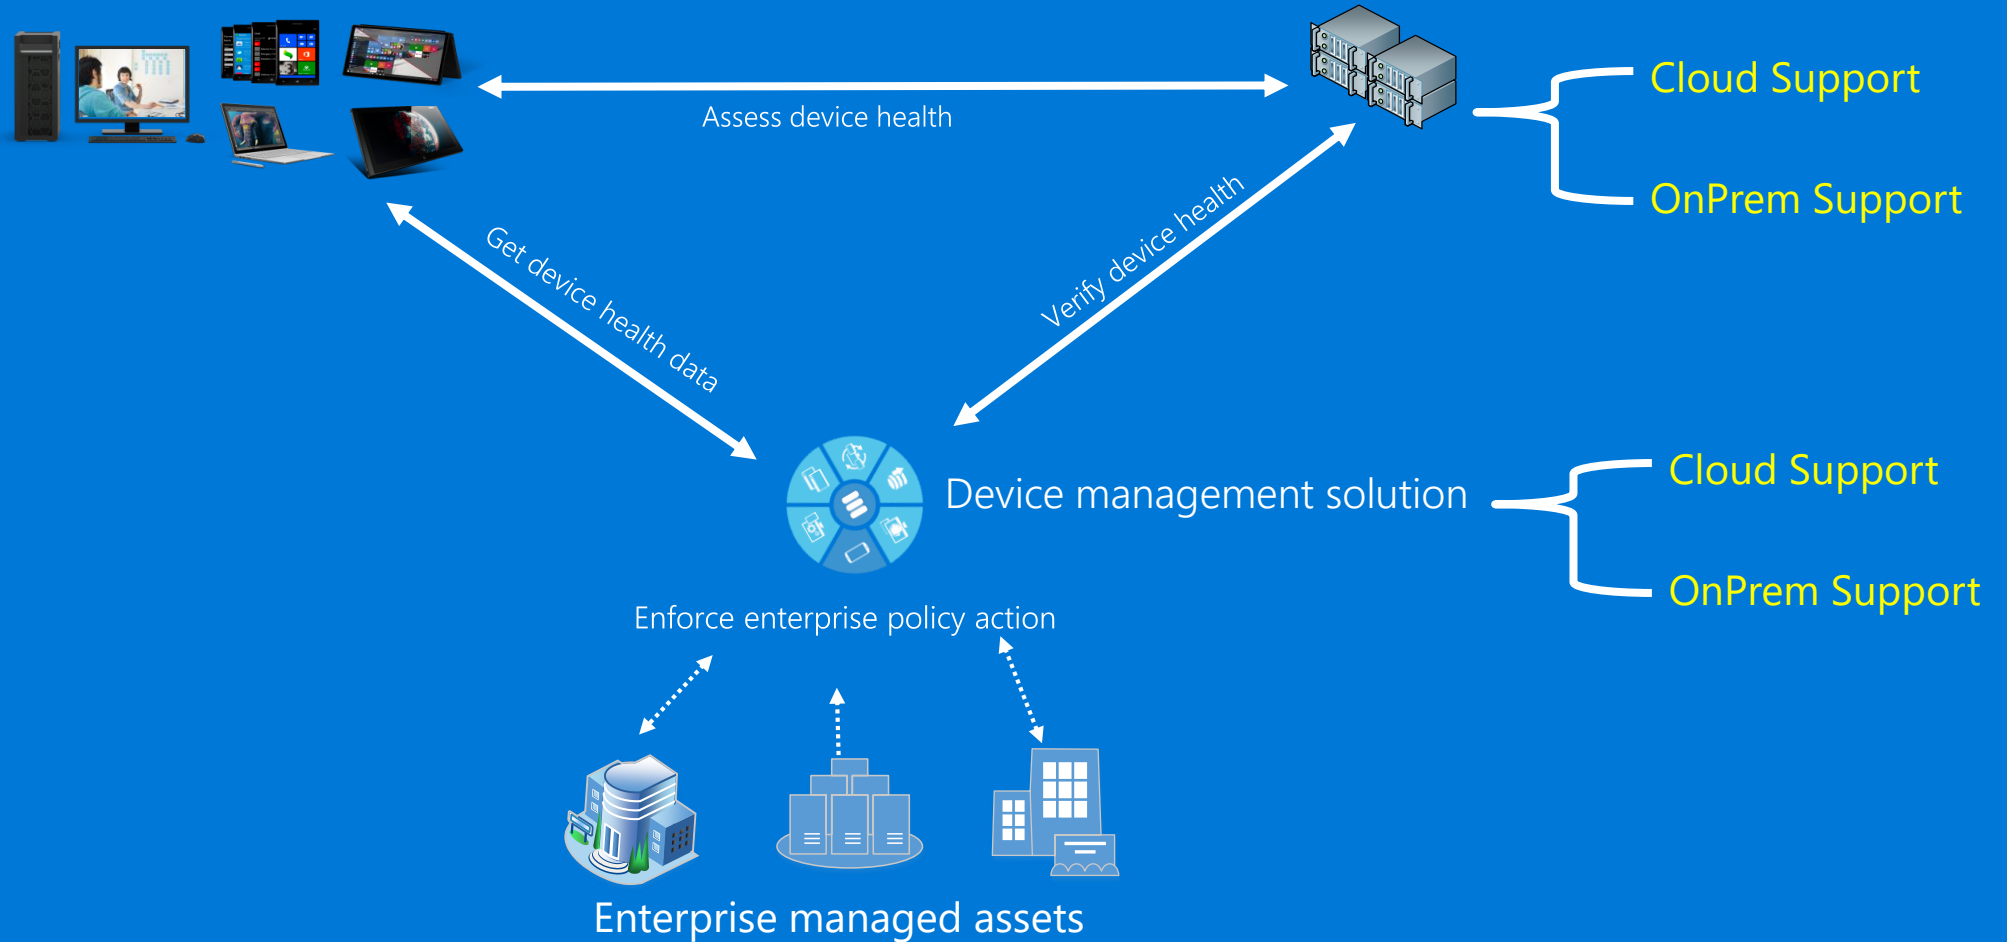 Cloud Support
Assess device health
OnPrem Support
Get device health data
Verify device health
Cloud Support
Device management solution
OnPrem Support
Enforce enterprise policy action
Enterprise managed assets